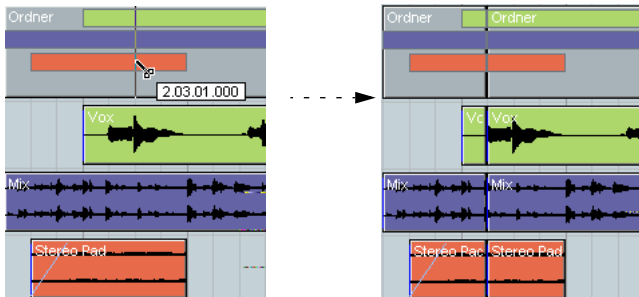 Ordner
Ordner
Ordner
2.03.01.000
Vox
Vo
Vox
Mix
Mix
Mix
Stereo Pad
Stereo Pad
Stereo Pad